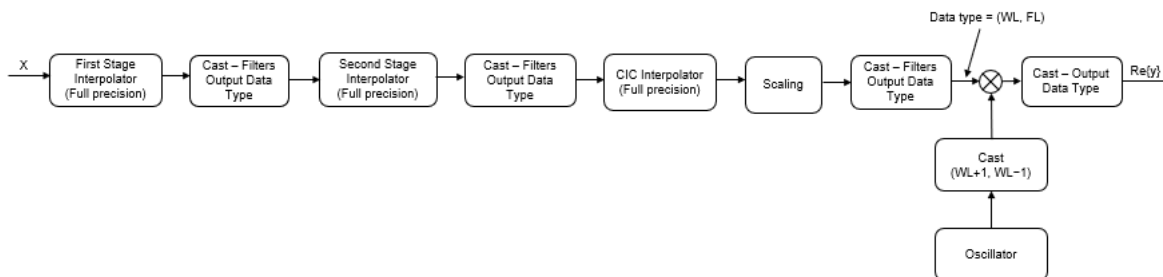 Data type = (WL, FL)
X
First Stage
Interpolator
(Full precision)
Cast – Filters
Output Data
Type
Second Stage
Interpolator
(Full precision)
Cast – Filters
Output Data
Type
CIC Interpolator
(Full precision)
Scaling
Cast – Filters
Output Data
Type
Cast – Output
Data Type
Re{y}
Cast
(WL+1, WL−1)
Oscillator